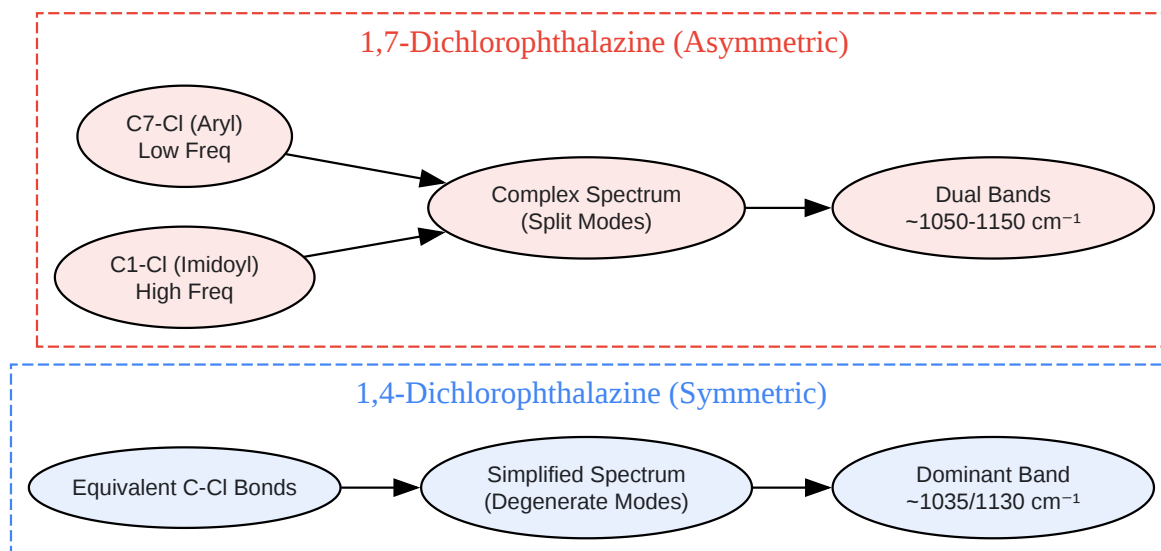 1,7-Dichlorophthalazine (Asymmetric)
C7-Cl (Aryl)
Low Freq
C1-Cl (Imidoyl)
High Freq
Complex Spectrum
(Split Modes)
Dual Bands
~1050-1150 cm⁻¹
1,4-Dichlorophthalazine (Symmetric)
Equivalent C-Cl Bonds
Simplified Spectrum
(Degenerate Modes)
Dominant Band
~1035/1130 cm⁻¹